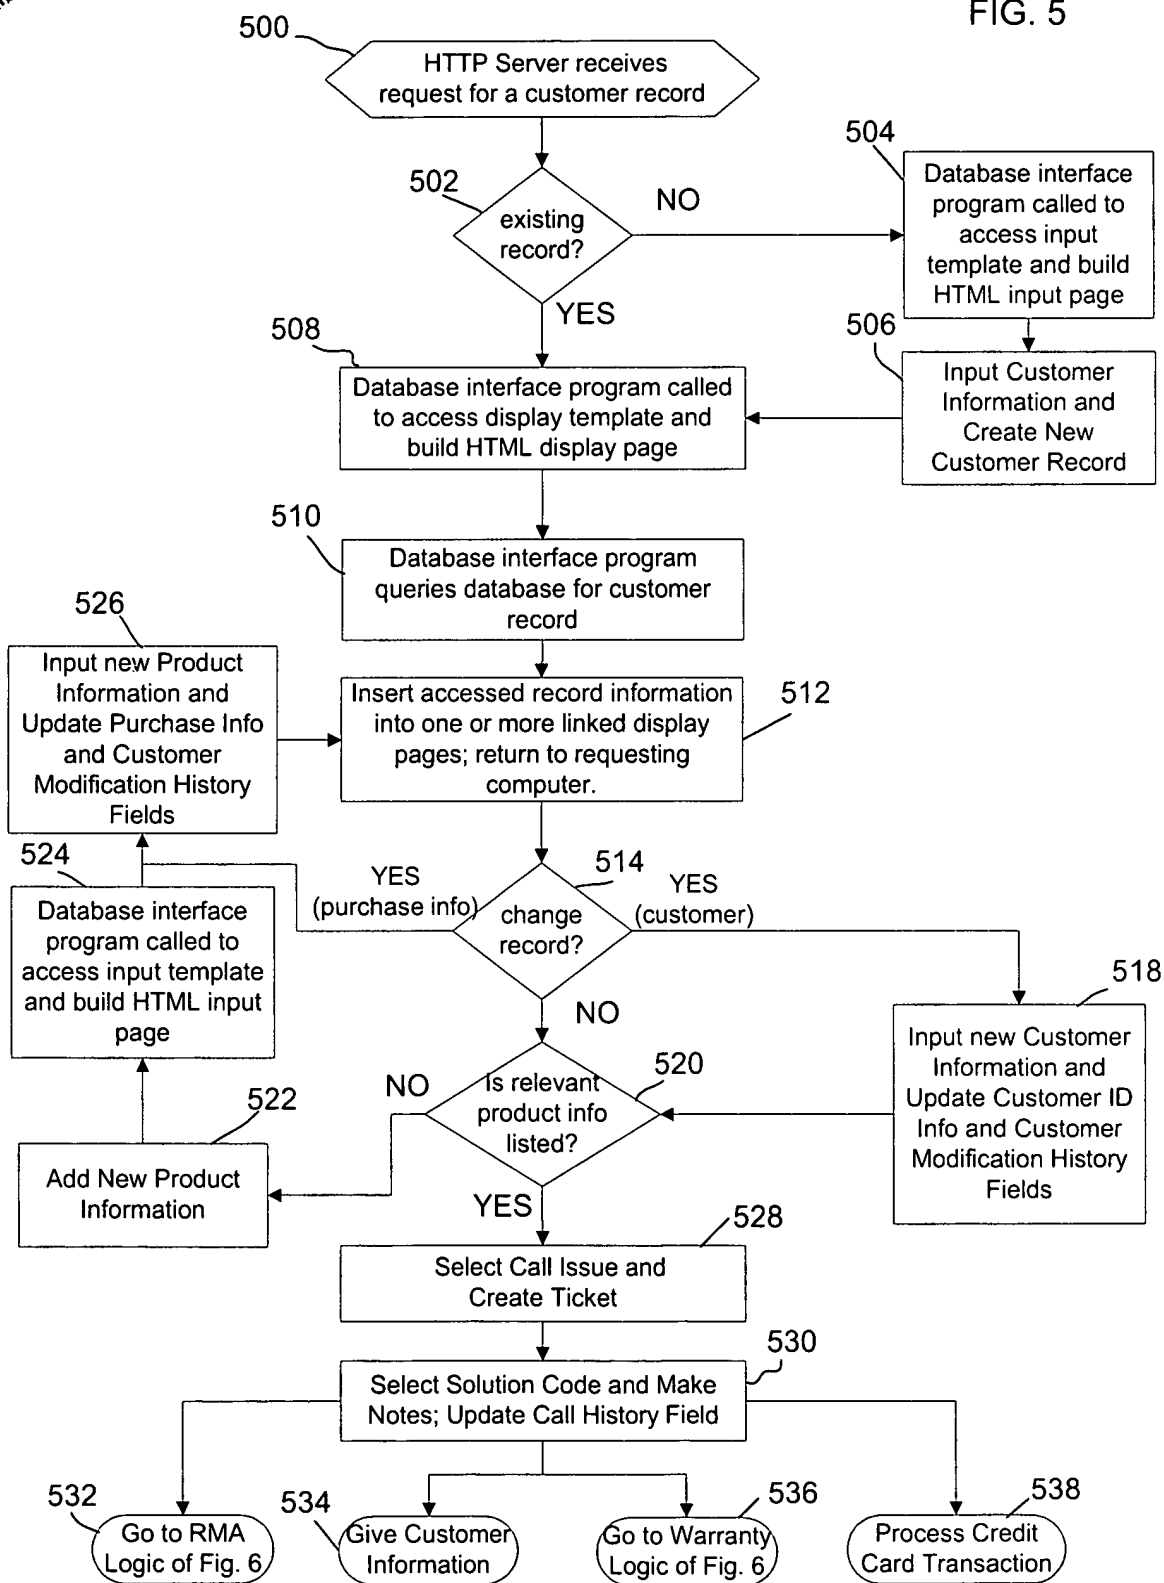 FIG. 5
500
HTTP Server receives
request for a customer record
502
existing
record?
NO
YES
504
Database interface
program called to
access input
template and build
HTML input page
506
Input Customer
Information and
Create New
Customer Record
508
Database interface program called
to access display template and
build HTML display page
510
Database interface program
queries database for customer
record
526
Input new Product
Information and
Update Purchase Info
and Customer
Modification History
Fields
512
Insert accessed record information
into one or more linked display
pages; return to requesting
computer.
524
Database interface
program called to
access input template
and build HTML input
page
YES
(purchase info)
514
change
record?
YES
(customer)
NO
518
Input new Customer
Information and
Update Customer ID
Info and Customer
Modification History
Fields
520
Is relevant
product info
listed?
NO
YES
522
Add New Product
Information
528
Select Call Issue and
Create Ticket
530
Select Solution Code and Make
Notes; Update Call History Field
532
Go to RMA
Logic of Fig. 6
534
Give Customer
Information
536
Go to Warranty
Logic of Fig. 6
538
Process Credit
Card Transaction